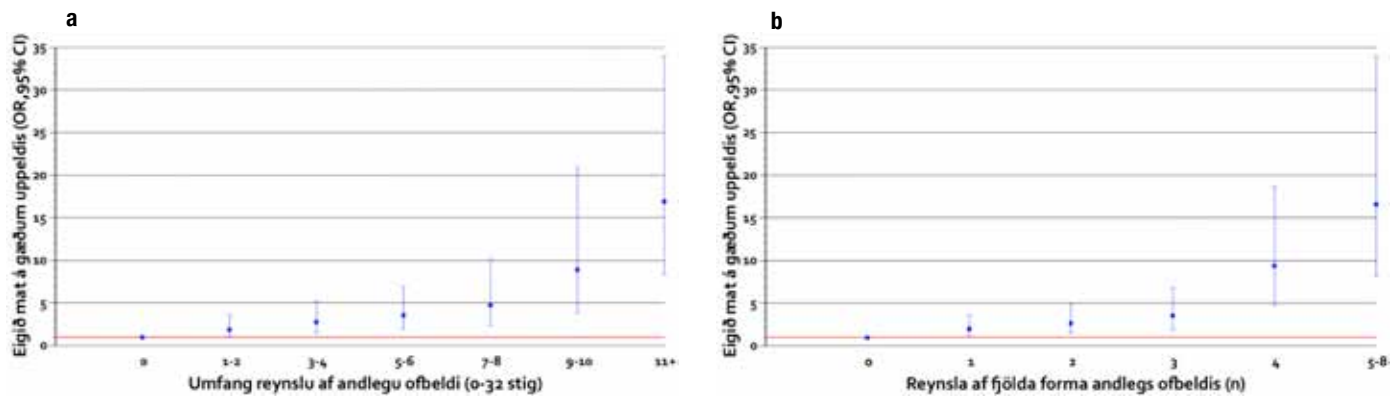 a
Eigið mat á gæðum uppeldis (OR,95% CI)
35
30
25
20
15
10
5
0
0 1-2 3-4 5-6 7-8 9-10 11+
Umfang reynslu af andlegu ofbeldi (0-32 stig)
b
Eigið mat á gæðum uppeldis (OR,95% CI)
35
30
25
20
15
10
5
0
0 1 2 3 4 5-8
Reynsla af fjölda forma andlegs ofbeldis (n)